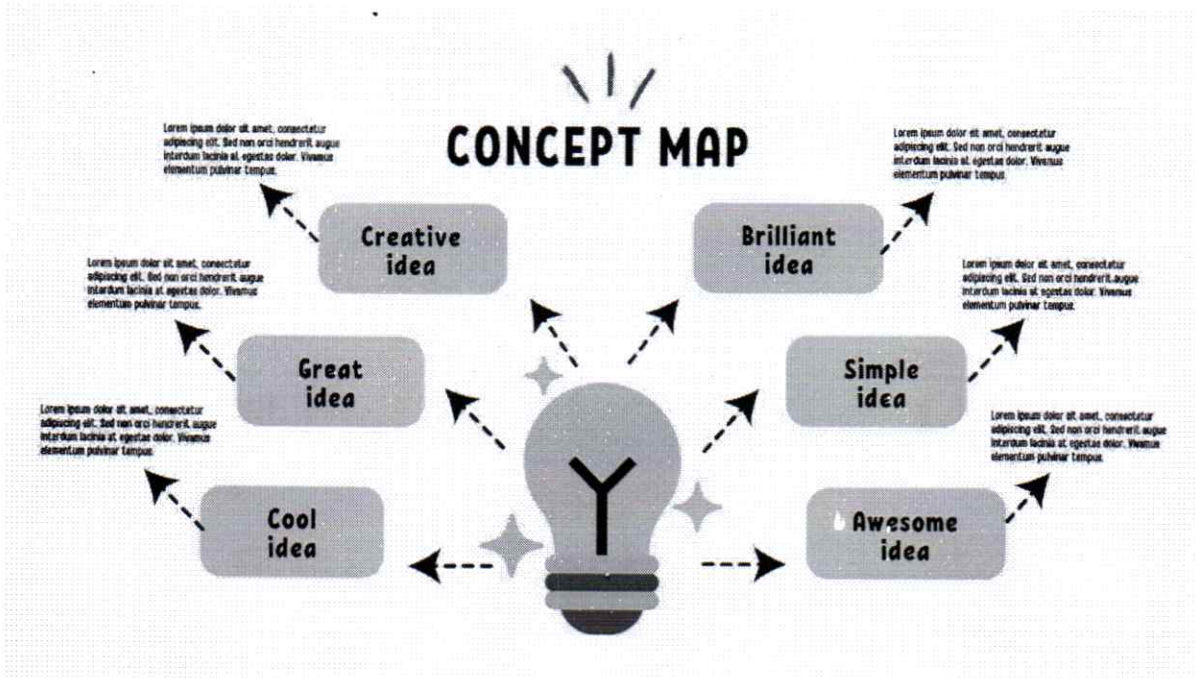 CONCEPT MAP
Lorem ipsum dolor sit amet, consectetur
adipiscing elit. Sed non orci hendrerit augue
interdum lacinia at egestas dolor. Vivamus
elementum pulvinar tempus.
Creative
idea
Lorem ipsum dolor sit amet, consectetur
adipiscing elit. Sed non orci hendrerit augue
interdum lacinia at egestas dolor. Vivamus
elementum pulvinar tempus.
Great
idea
Lorem ipsum dolor sit amet, consectetur
adipiscing elit. Sed non orci hendrerit augue
interdum lacinia at egestas dolor. Vivamus
elementum pulvinar tempus.
Cool
idea
Lorem ipsum dolor sit amet, consectetur
adipiscing elit. Sed non orci hendrerit augue
interdum lacinia at egestas dolor. Vivamus
elementum pulvinar tempus.
Brilliant
idea
Lorem ipsum dolor sit amet, consectetur
adipiscing elit. Sed non orci hendrerit augue
interdum lacinia at egestas dolor. Vivamus
elementum pulvinar tempus.
Simple
idea
Lorem ipsum dolor sit amet, consectetur
adipiscing elit. Sed non orci hendrerit augue
interdum lacinia at egestas dolor. Vivamus
elementum pulvinar tempus.
Awesome
idea